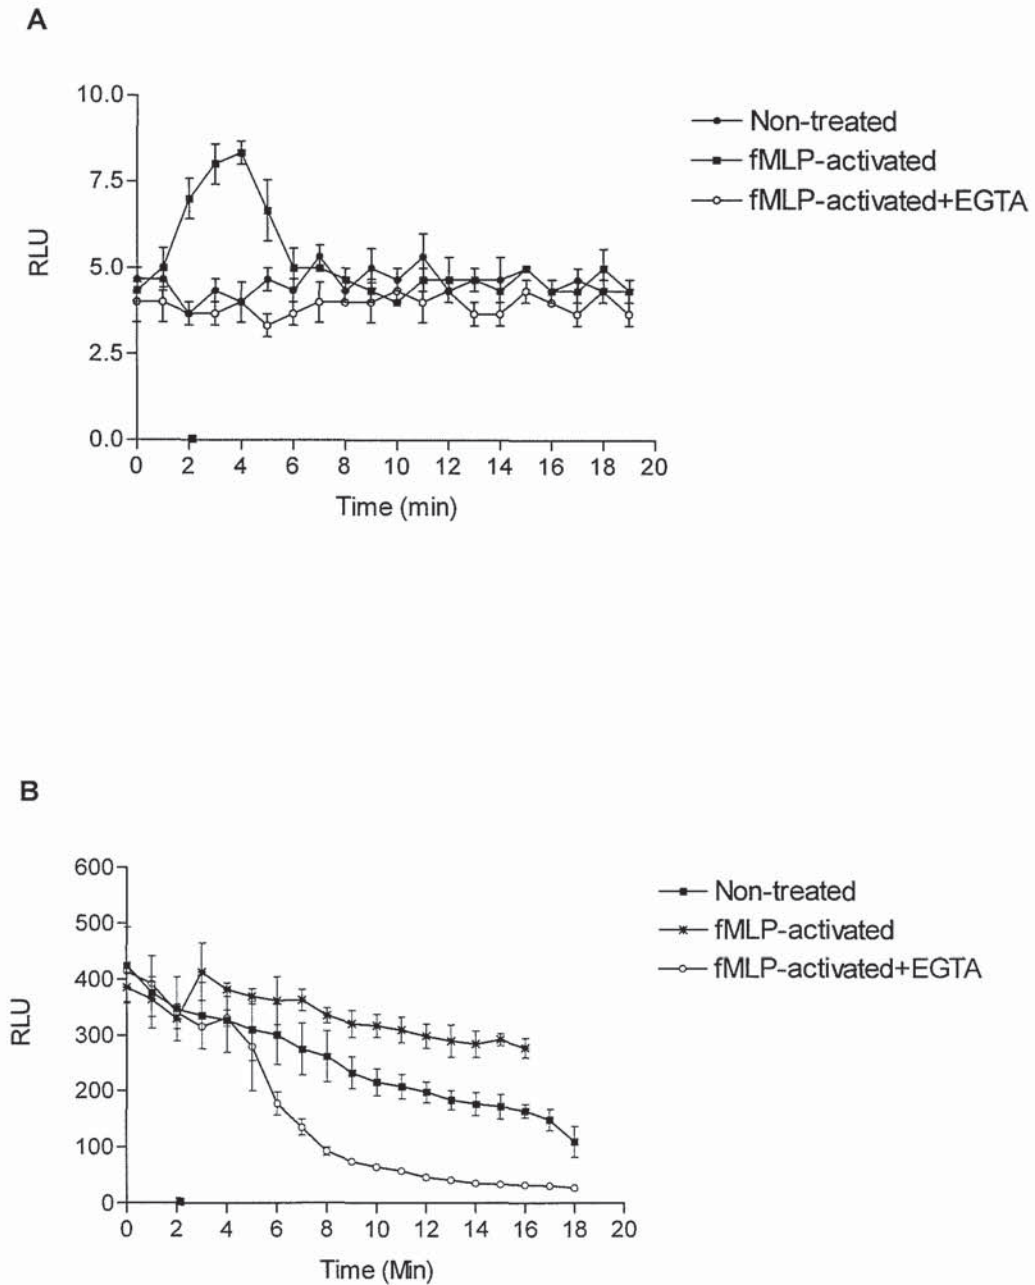 A
10.0
7.5
5.0
2.5
0.0
RLU
0 2 4 6 8 10 12 14 16 18 20
Time (min)
Non-treated
fMLP-activated
fMLP-activated+EGTA
B
600
500
400
300
200
100
0
RLU
0 2 4 6 8 10 12 14 16 18 20
Time (Min)
Non-treated
fMLP-activated
fMLP-activated+EGTA